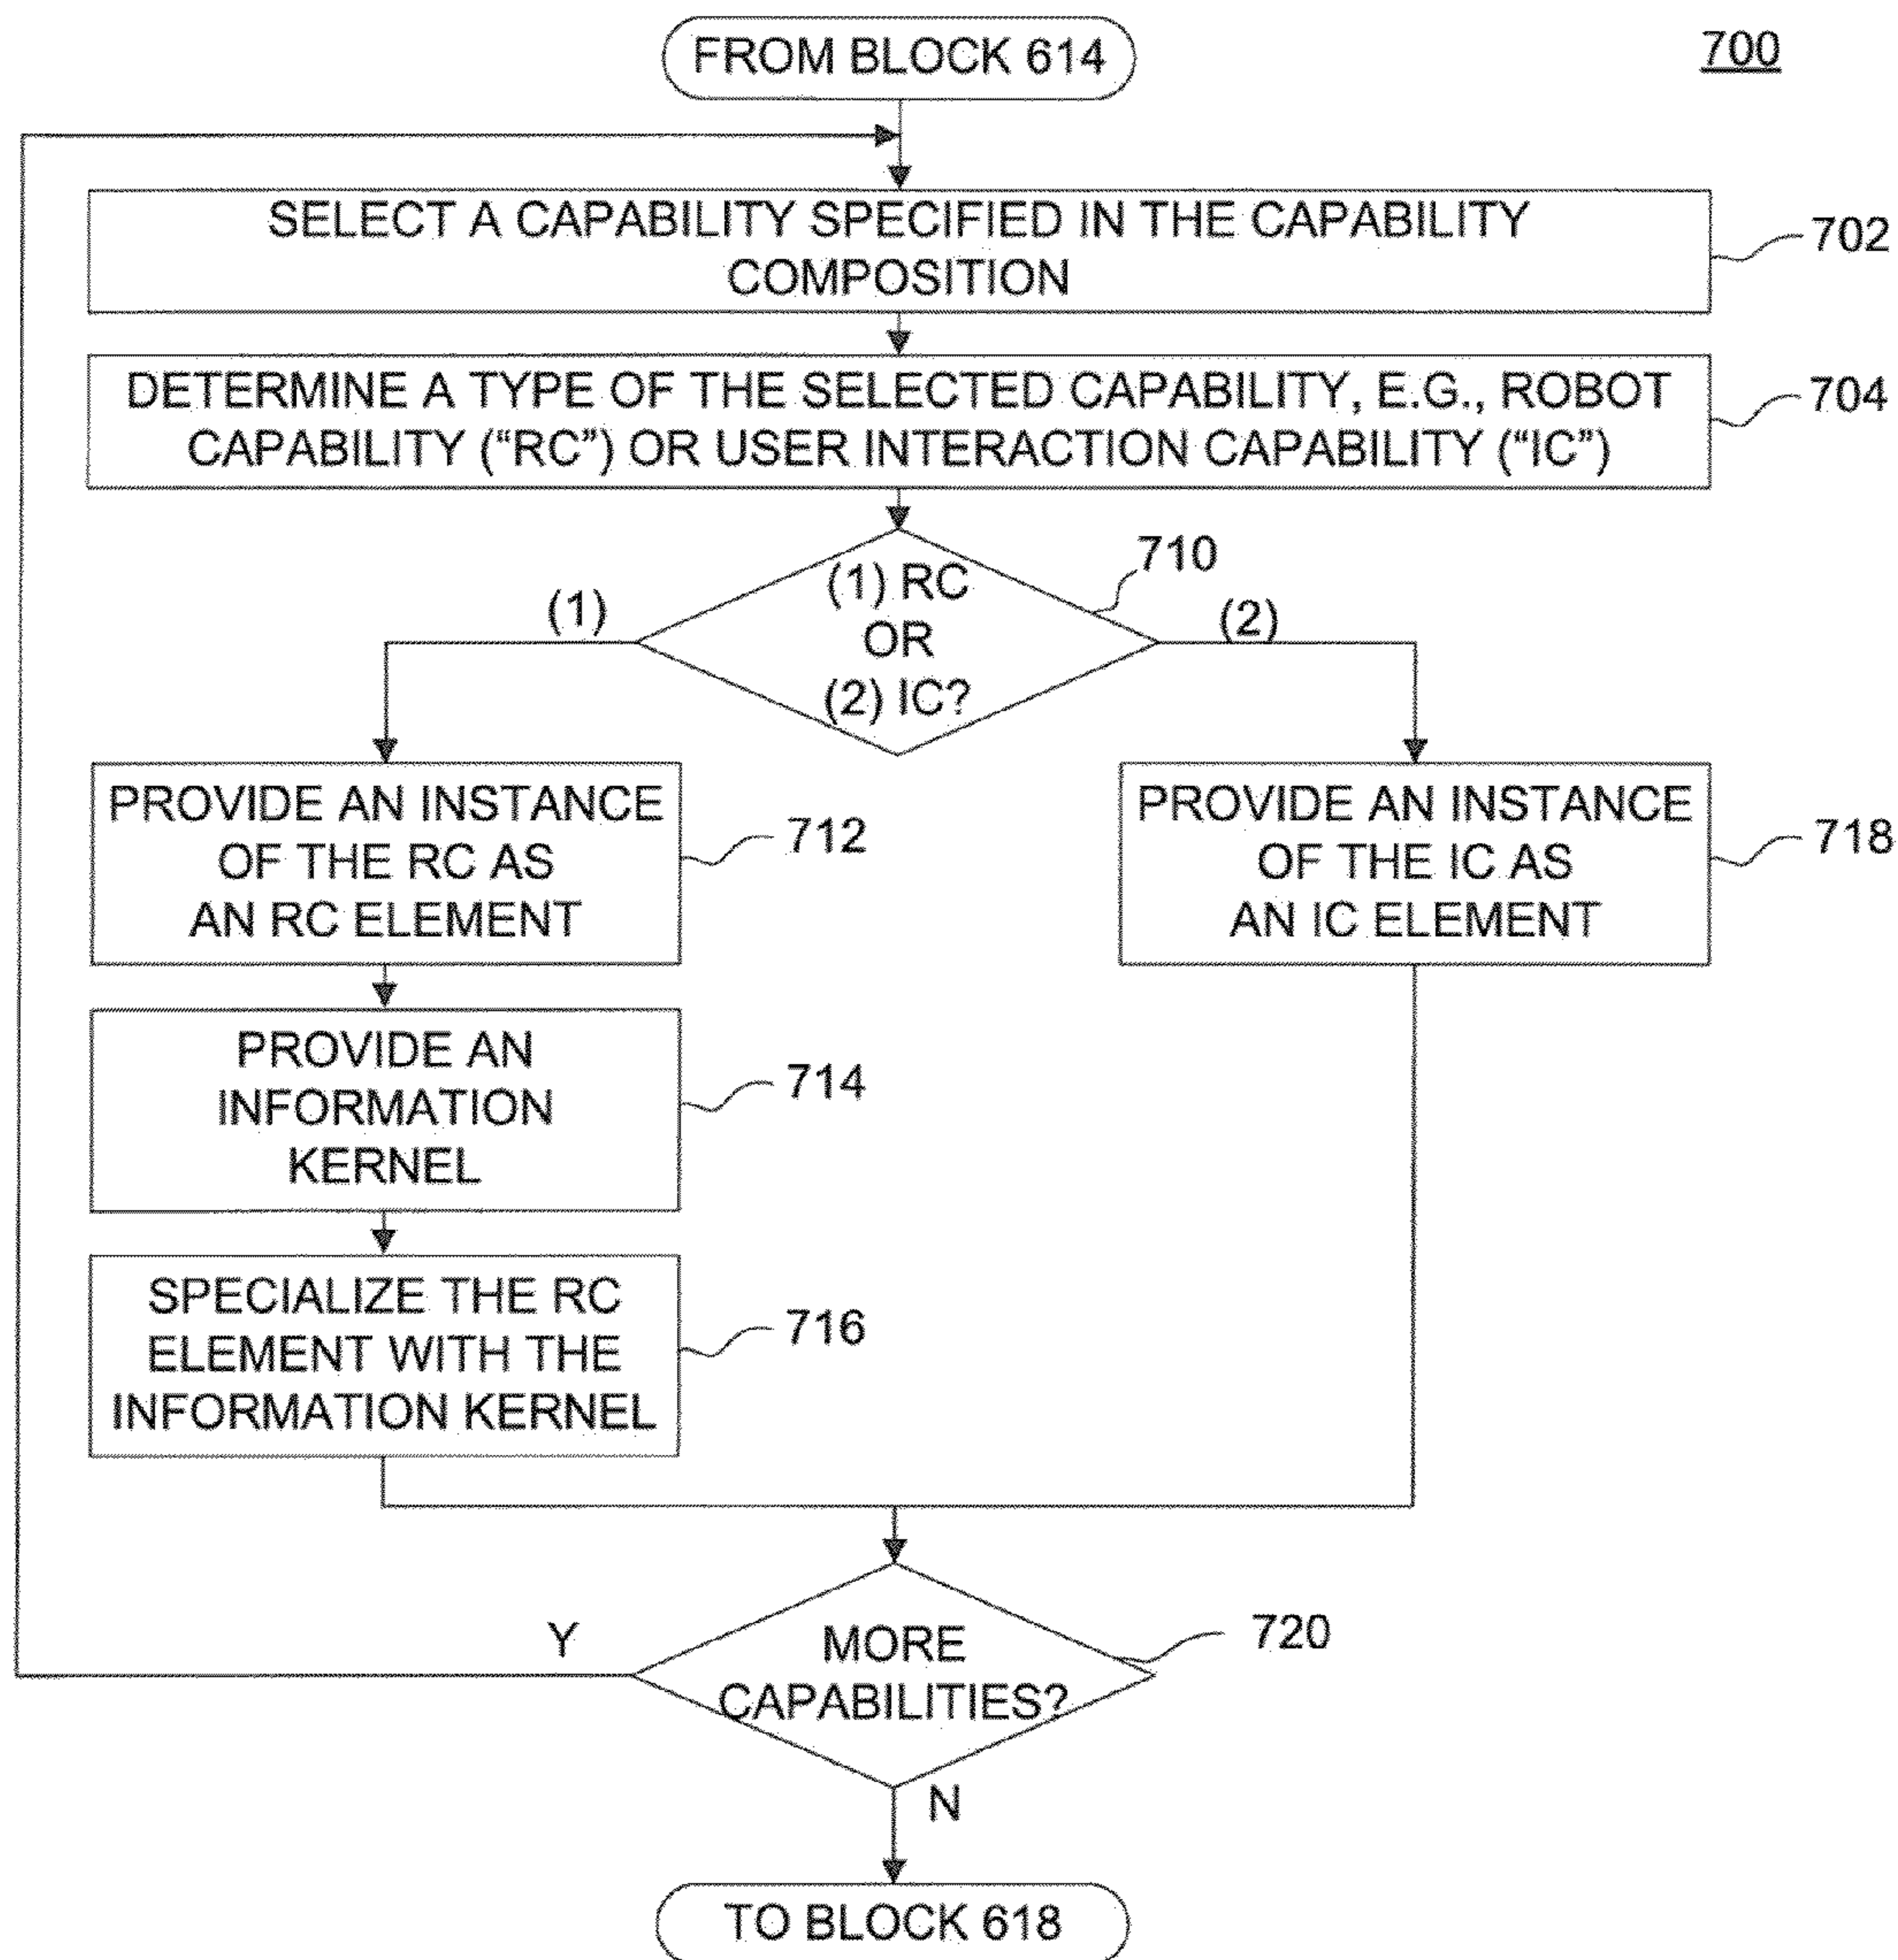 FROM BLOCK 614
700
SELECT A CAPABILITY SPECIFIED IN THE CAPABILITY
COMPOSITION
702
DETERMINE A TYPE OF THE SELECTED CAPABILITY, E.G., ROBOT
CAPABILITY (“RC”) OR USER INTERACTION CAPABILITY (“IC”)
704
710
(1) RC
OR
(2) IC?
(1)
(2)
PROVIDE AN INSTANCE
OF THE RC AS
AN RC ELEMENT
712
PROVIDE AN INSTANCE
OF THE IC AS
AN IC ELEMENT
718
PROVIDE AN
INFORMATION
KERNEL
714
SPECIALIZE THE RC
ELEMENT WITH THE
INFORMATION KERNEL
716
MORE
CAPABILITIES?
720
Y
N
TO BLOCK 618